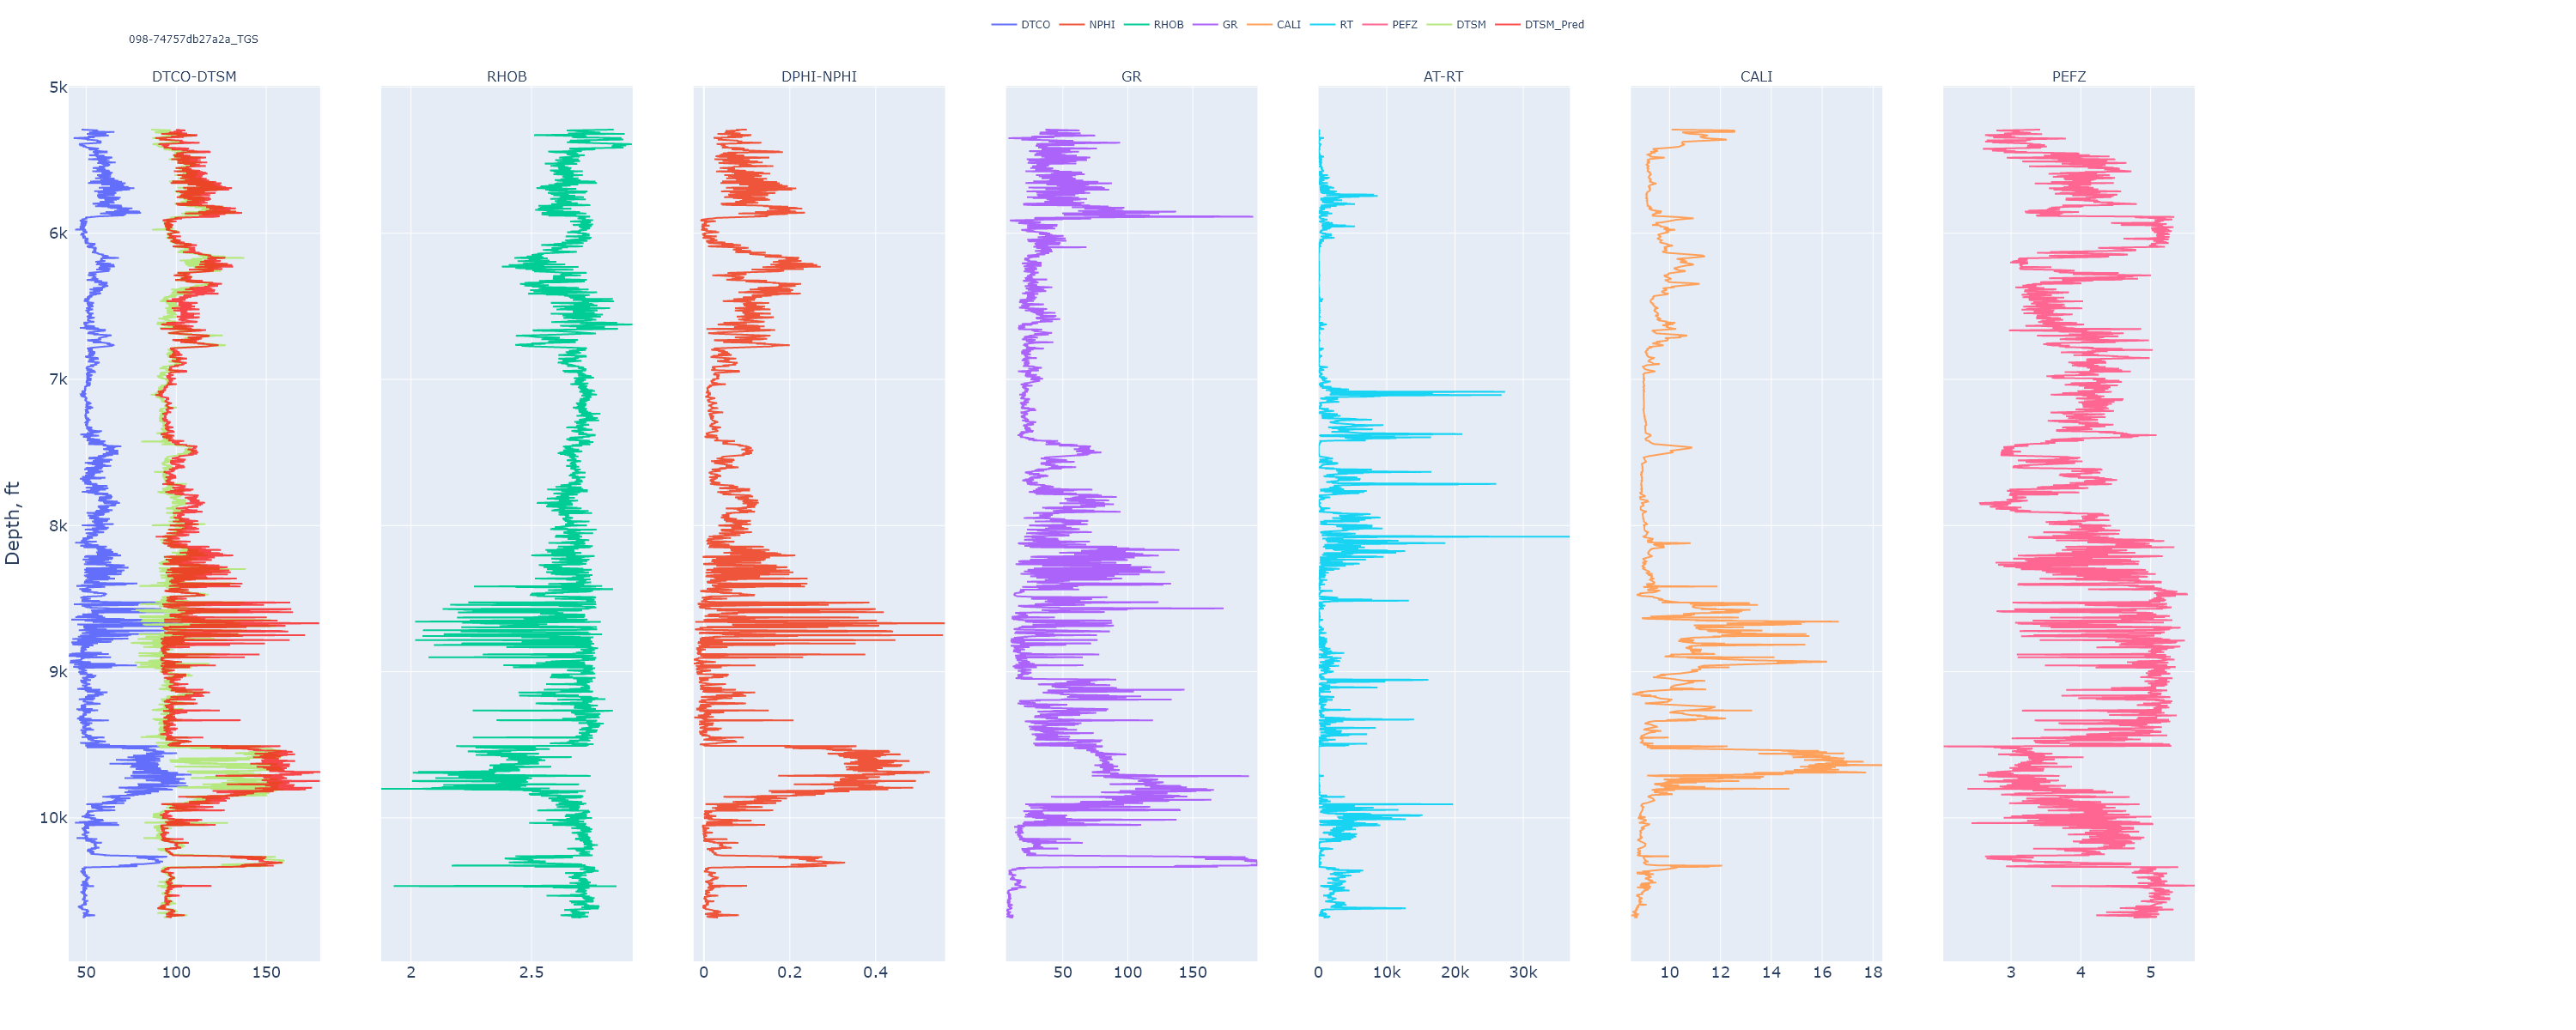 DTCO NPHI RHOB GR CALI RT PEFZ DTSM DTSM_Pred
098-74757db27a2a_TGS
DTCO-DTSM RHOB DPHI-NPHI GR AT-RT CALI PEFZ
Depth, ft
5k
6k
7k
8k
9k
10k
50 100 150 2 2.5 0 0.2 0.4 50 100 150 0 10k 20k 30k 10 12 14 16 18 3 4 5